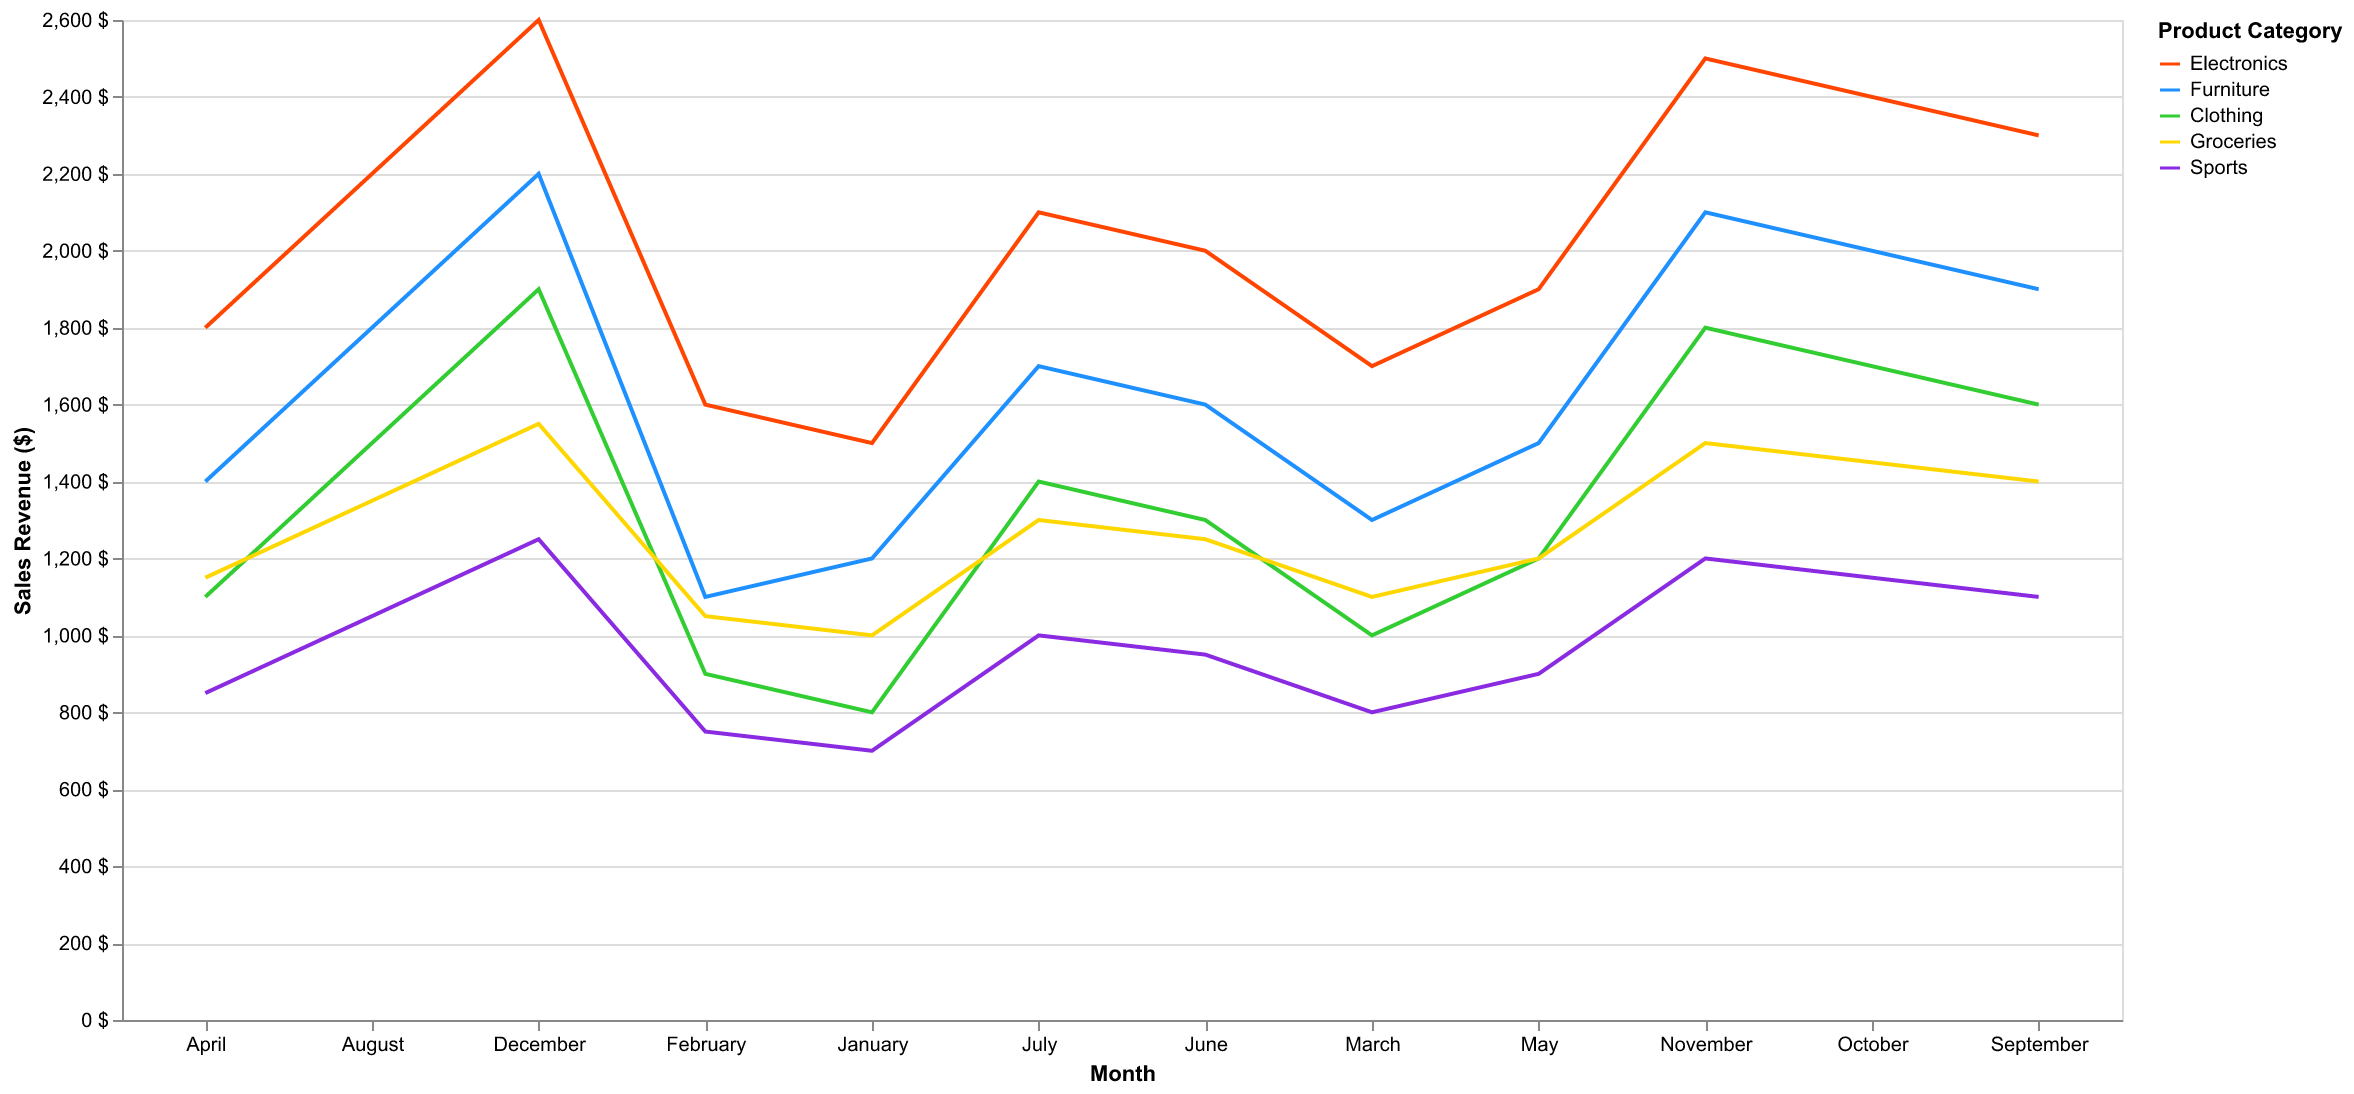 2,600 $
2,400 $
2,200 $
2,000 $
1,800 $
1,600 $
1,400 $
1,200 $
1,000 $
800 $
600 $
400 $
200 $
0 $
Sales Revenue ($)
April August December February January July June March May November October September
Month
Product Category
Electronics
Furniture
Clothing
Groceries
Sports